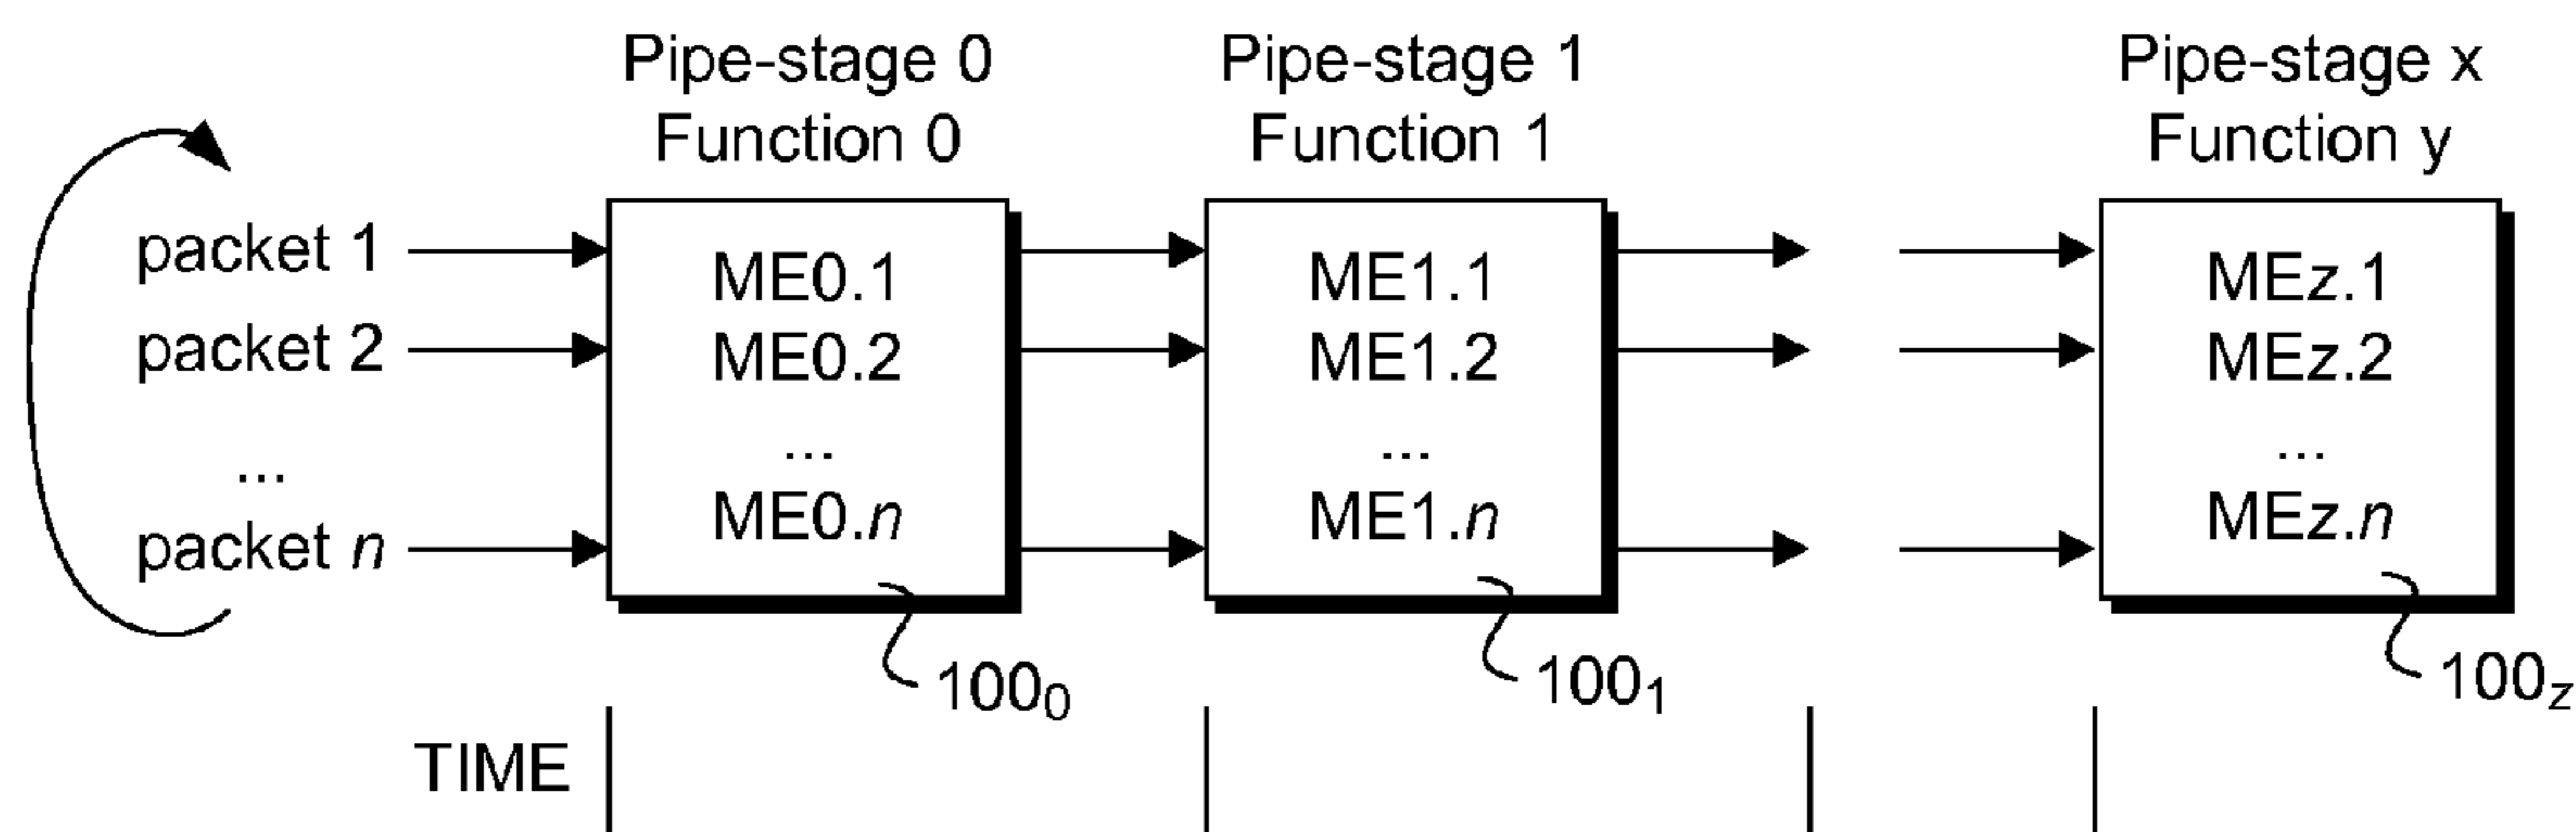 Pipe-stage 0
Function 0
Pipe-stage 1
Function 1
Pipe-stage x
Function y
packet 1
packet 2
...
packet n
ME0.1
ME0.2
...
ME0.n
ME1.1
ME1.2
...
ME1.n
MEz.1
MEz.2
...
MEz.n
100₀
100₁
100z
TIME